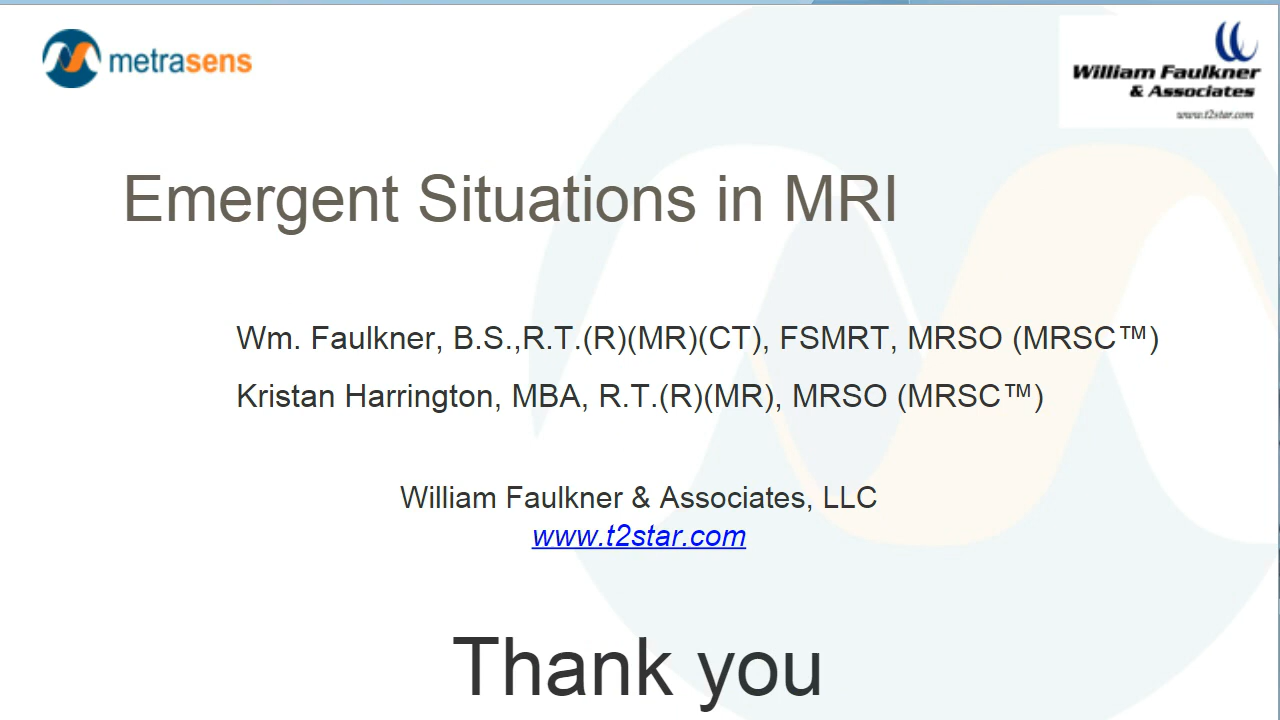 metrasens
William Faulkner
& Associates
www.t2star.com
Emergent Situations in MRI
Wm. Faulkner, B.S.,R.T.(R)(MR)(CT), FSMRT, MRSO (MRSC™)
Kristan Harrington, MBA, R.T.(R)(MR), MRSO (MRSC™)
William Faulkner & Associates, LLC
www.t2star.com
Thank you